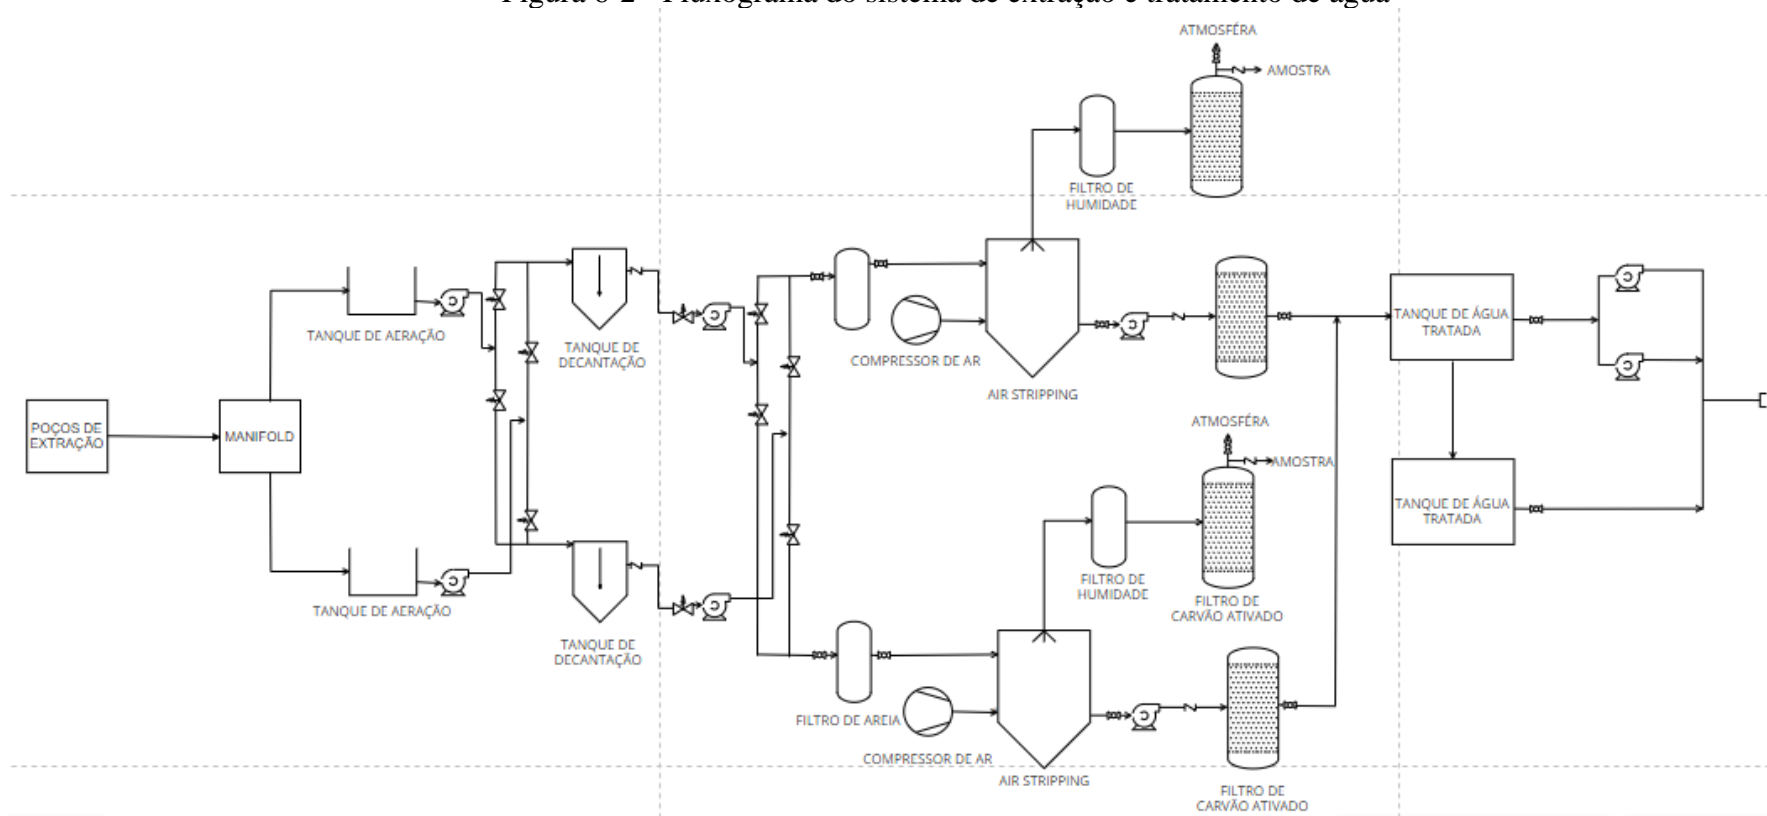 Figura 6-2 - Fluxograma do sistema de extração e tratamento de água
ATMOSFÉRA
AMOSTRA
FILTRO DE
HUMIDADE
TANQUE DE AERAÇÃO
TANQUE DE
DECANTAÇÃO
COMPRESSOR DE AR
AIR STRIPPING
TANQUE DE ÁGUA
TRATADA
POÇOS DE
EXTRAÇÃO
MANIFOLD
ATMOSFÉRA
AMOSTRA
TANQUE DE ÁGUA
TRATADA
FILTRO DE
HUMIDADE
FILTRO DE
CARVÃO ATIVADO
TANQUE DE AERAÇÃO
TANQUE DE
DECANTAÇÃO
FILTRO DE AREIA
COMPRESSOR DE AR
AIR STRIPPING
FILTRO DE
CARVÃO ATIVADO